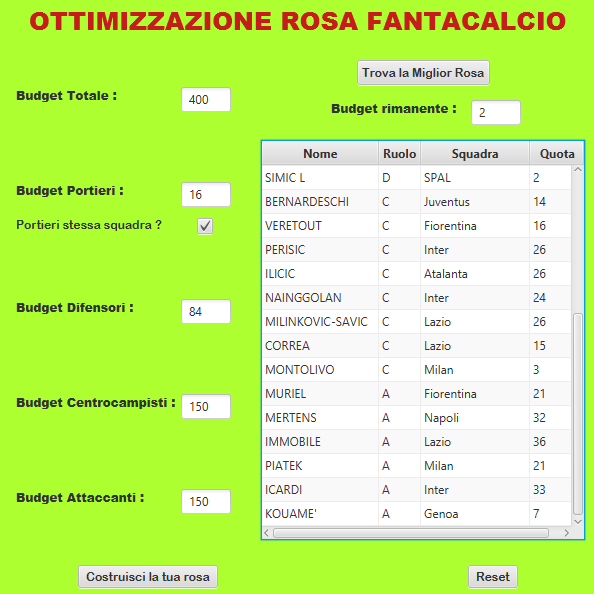 OTTIMIZZAZIONE ROSA FANTACALCIO
Trova la Miglior Rosa
Budget Totale : 400
Budget rimanente : 2
Budget Portieri : 16
Portieri stessa squadra ?
Budget Difensori : 84
Budget Centrocampisti : 150
Budget Attaccanti : 150
Nome Ruolo Squadra Quota
SIMIC L D SPAL 2
BERNARDESCHI C Juventus 14
VERETOUT C Fiorentina 16
PERISIC C Inter 26
ILICIC C Atalanta 26
NAINGGOLAN C Inter 24
MILINKOVIC-SAVIC C Lazio 26
CORREA C Lazio 15
MONTOLIVO C Milan 3
MURIEL A Fiorentina 21
MERTENS A Napoli 32
IMMOBILE A Lazio 36
PIATEK A Milan 21
ICARDI A Inter 33
KOUAME' A Genoa 7
Costruisci la tua rosa
Reset